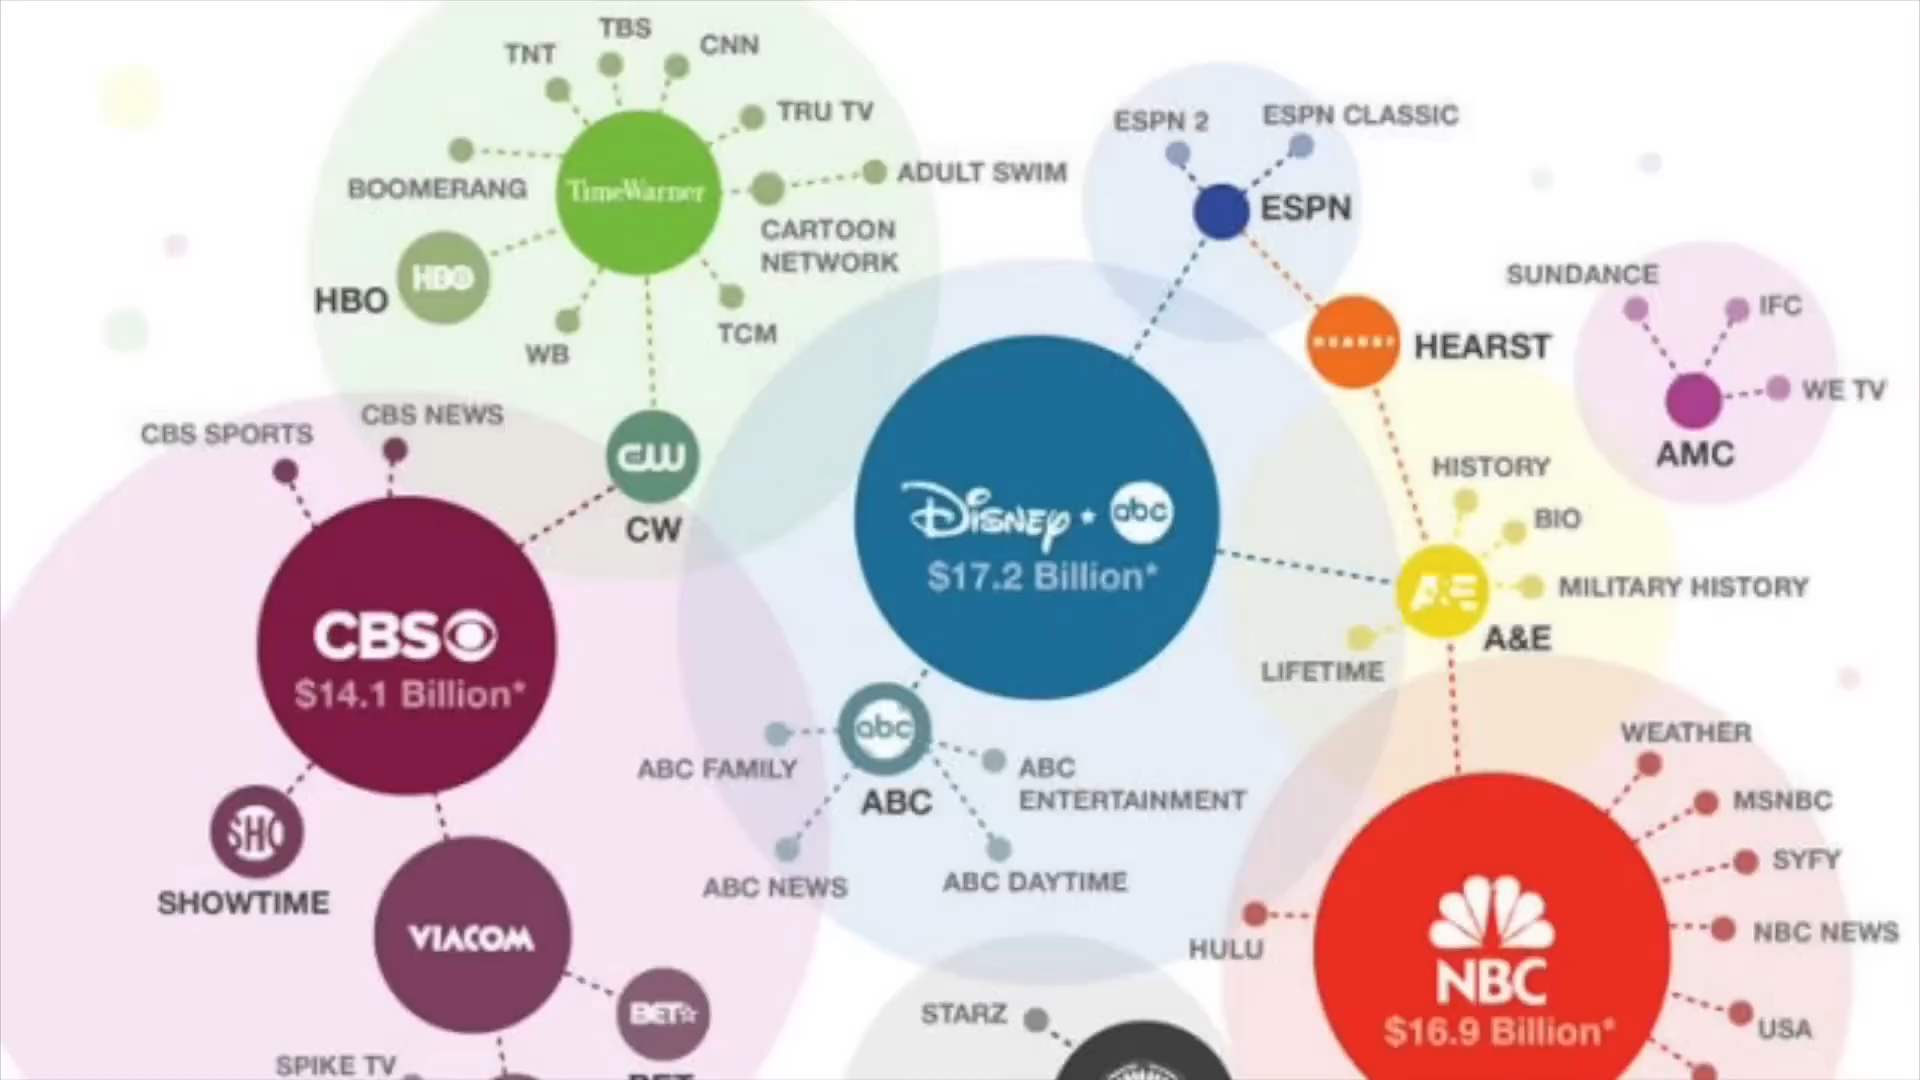 TBS
TNT
CNN
TRU TV
BOOMERANG
TimeWarner
ADULT SWIM
CARTOON
NETWORK
HBO
HBO
WB
TCM
ESPN 2
ESPN CLASSIC
ESPN
HEARST
HEARST
SUNDANCE
IFC
WE TV
AMC
CBS SPORTS
CBS NEWS
CW
CW
DISNEY abc
$17.2 Billion*
HISTORY
BIO
MILITARY HISTORY
A&E
A&E
LIFETIME
CBS
$14.1 Billion*
ABC FAMILY
abc
ABC
ABC
ENTERTAINMENT
ABC NEWS
ABC DAYTIME
SHO
SHOWTIME
VIACOM
BET
BET
SPIKE TV
STARZ
WEATHER
MSNBC
SYFY
NBC NEWS
HULU
NBC
$16.9 Billion*
USA